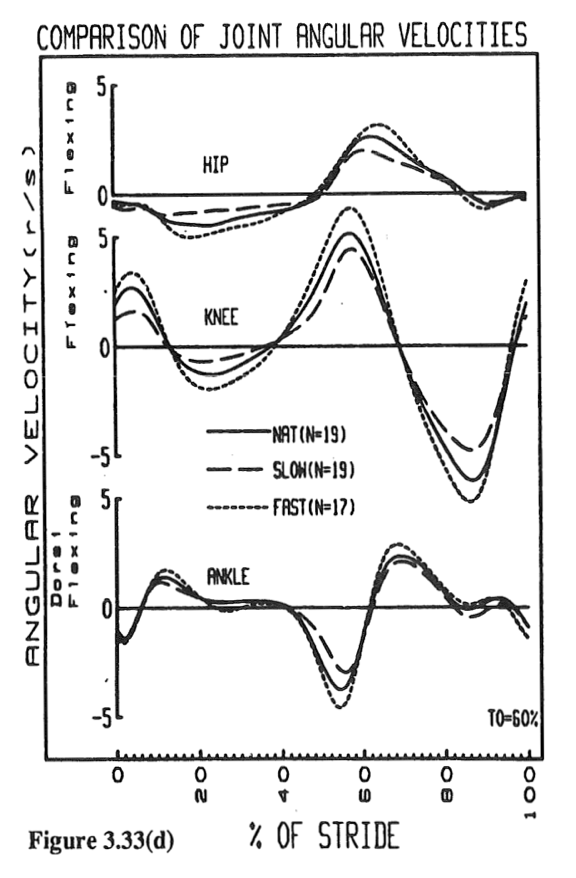 COMPARISON OF JOINT ANGULAR VELOCITIES
ANGULAR VELOCITY(r/s)
Flexing
5
0
HIP
Flexing
5
0
-5
KNEE
NAT(N=19)
SLOW(N=19)
FAST(N=17)
Dorsi
Flexing
5
0
-5
ANKLE
TO=60%
0 20 40 60 80 100
% OF STRIDE
Figure 3.33(d)